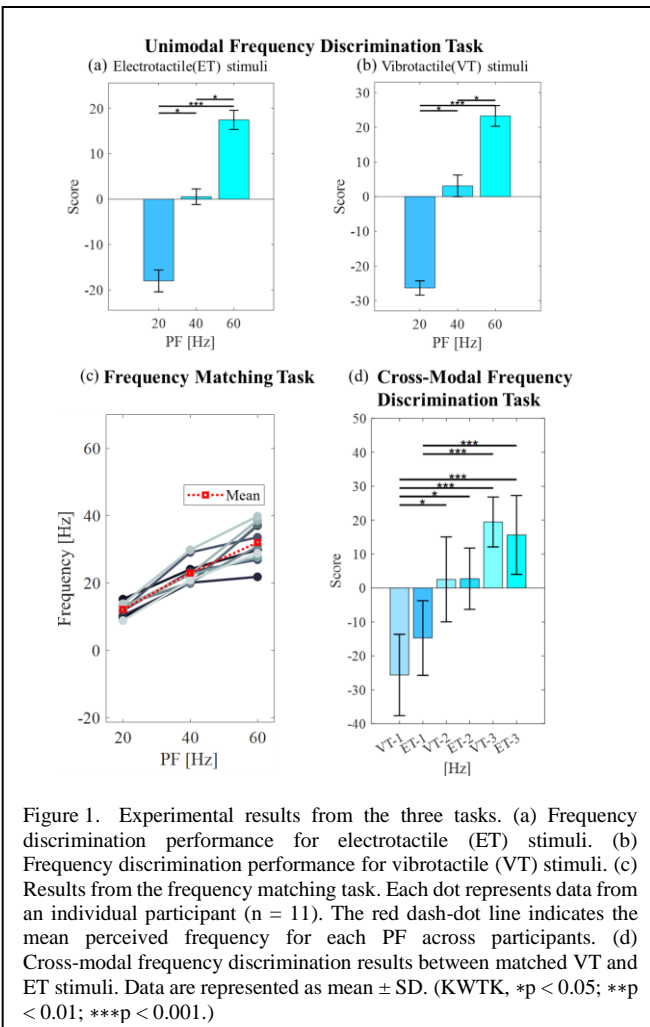 Unimodal Frequency Discrimination Task
(a) Electrotactile(ET) stimuli
***
*
*
20
10
0
-10
-20
Score
20
40
60
PF [Hz]
(b) Vibrotactile(VT) stimuli
*
***
*
30
20
10
0
-10
-20
-30
Score
20
40
60
PF [Hz]
(c) Frequency Matching Task
60
40
20
0
-20
Frequency [Hz]
Mean
20
40
60
PF [Hz]
(d) Cross-Modal Frequency
Discrimination Task
50
40
30
20
10
0
-10
-20
-30
-40
Score
***
***
***
***
*
*
VT-1
ET-1
VT-2
ET-2
VT-3
ET-3
[Hz]
Figure 1. Experimental results from the three tasks. (a) Frequency
discrimination performance for electrotactile (ET) stimuli. (b)
Frequency discrimination performance for vibrotactile (VT) stimuli. (c)
Results from the frequency matching task. Each dot represents data from
an individual participant (n = 11). The red dash-dot line indicates the
mean perceived frequency for each PF across participants. (d)
Cross-modal frequency discrimination results between matched VT and
ET stimuli. Data are represented as mean ± SD. (KWTK, *p < 0.05; **p
< 0.01; ***p < 0.001.)